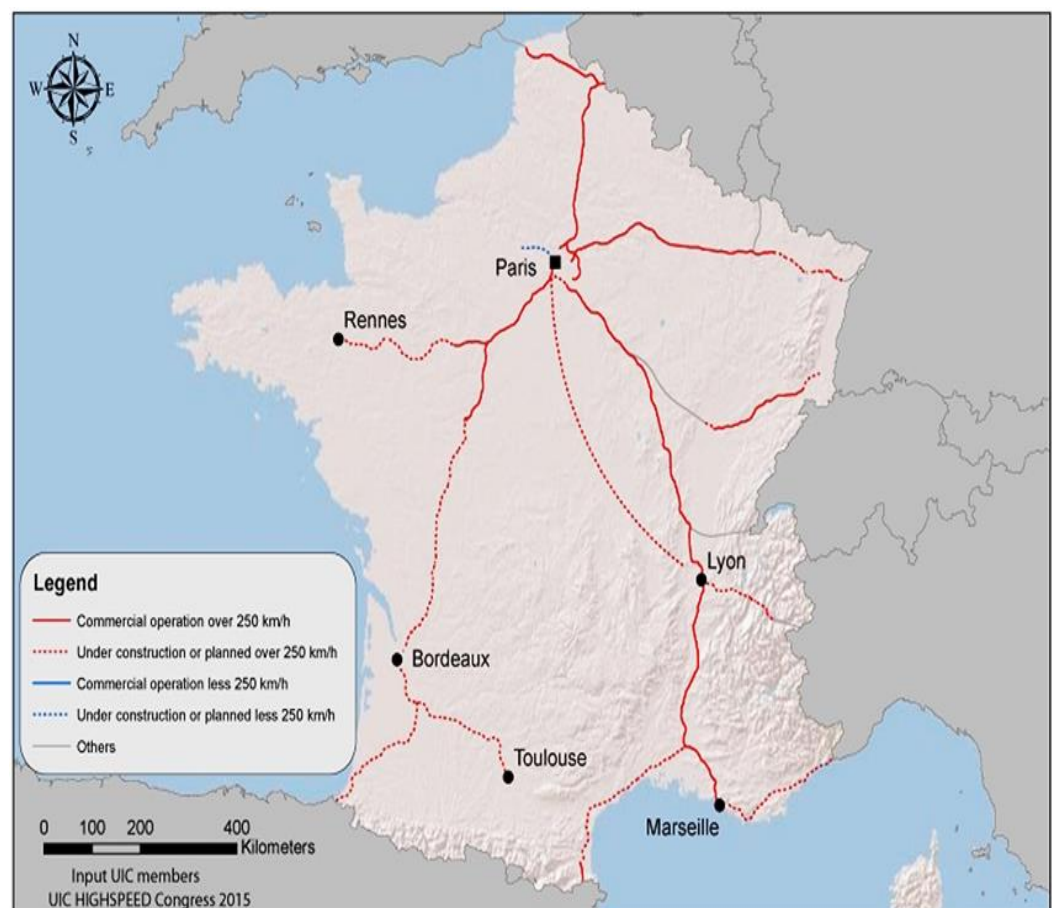 N
W E
S
Paris
Rennes
Lyon
Legend
Commercial operation over 250 km/h
Under construction or planned over 250 km/h
Commercial operation less 250 km/h
Under construction or planned less 250 km/h
Others
Bordeaux
Toulouse
Marseille
0 100 200 400
Kilometers
Input UIC members
UIC HIGHSPEED Congress 2015